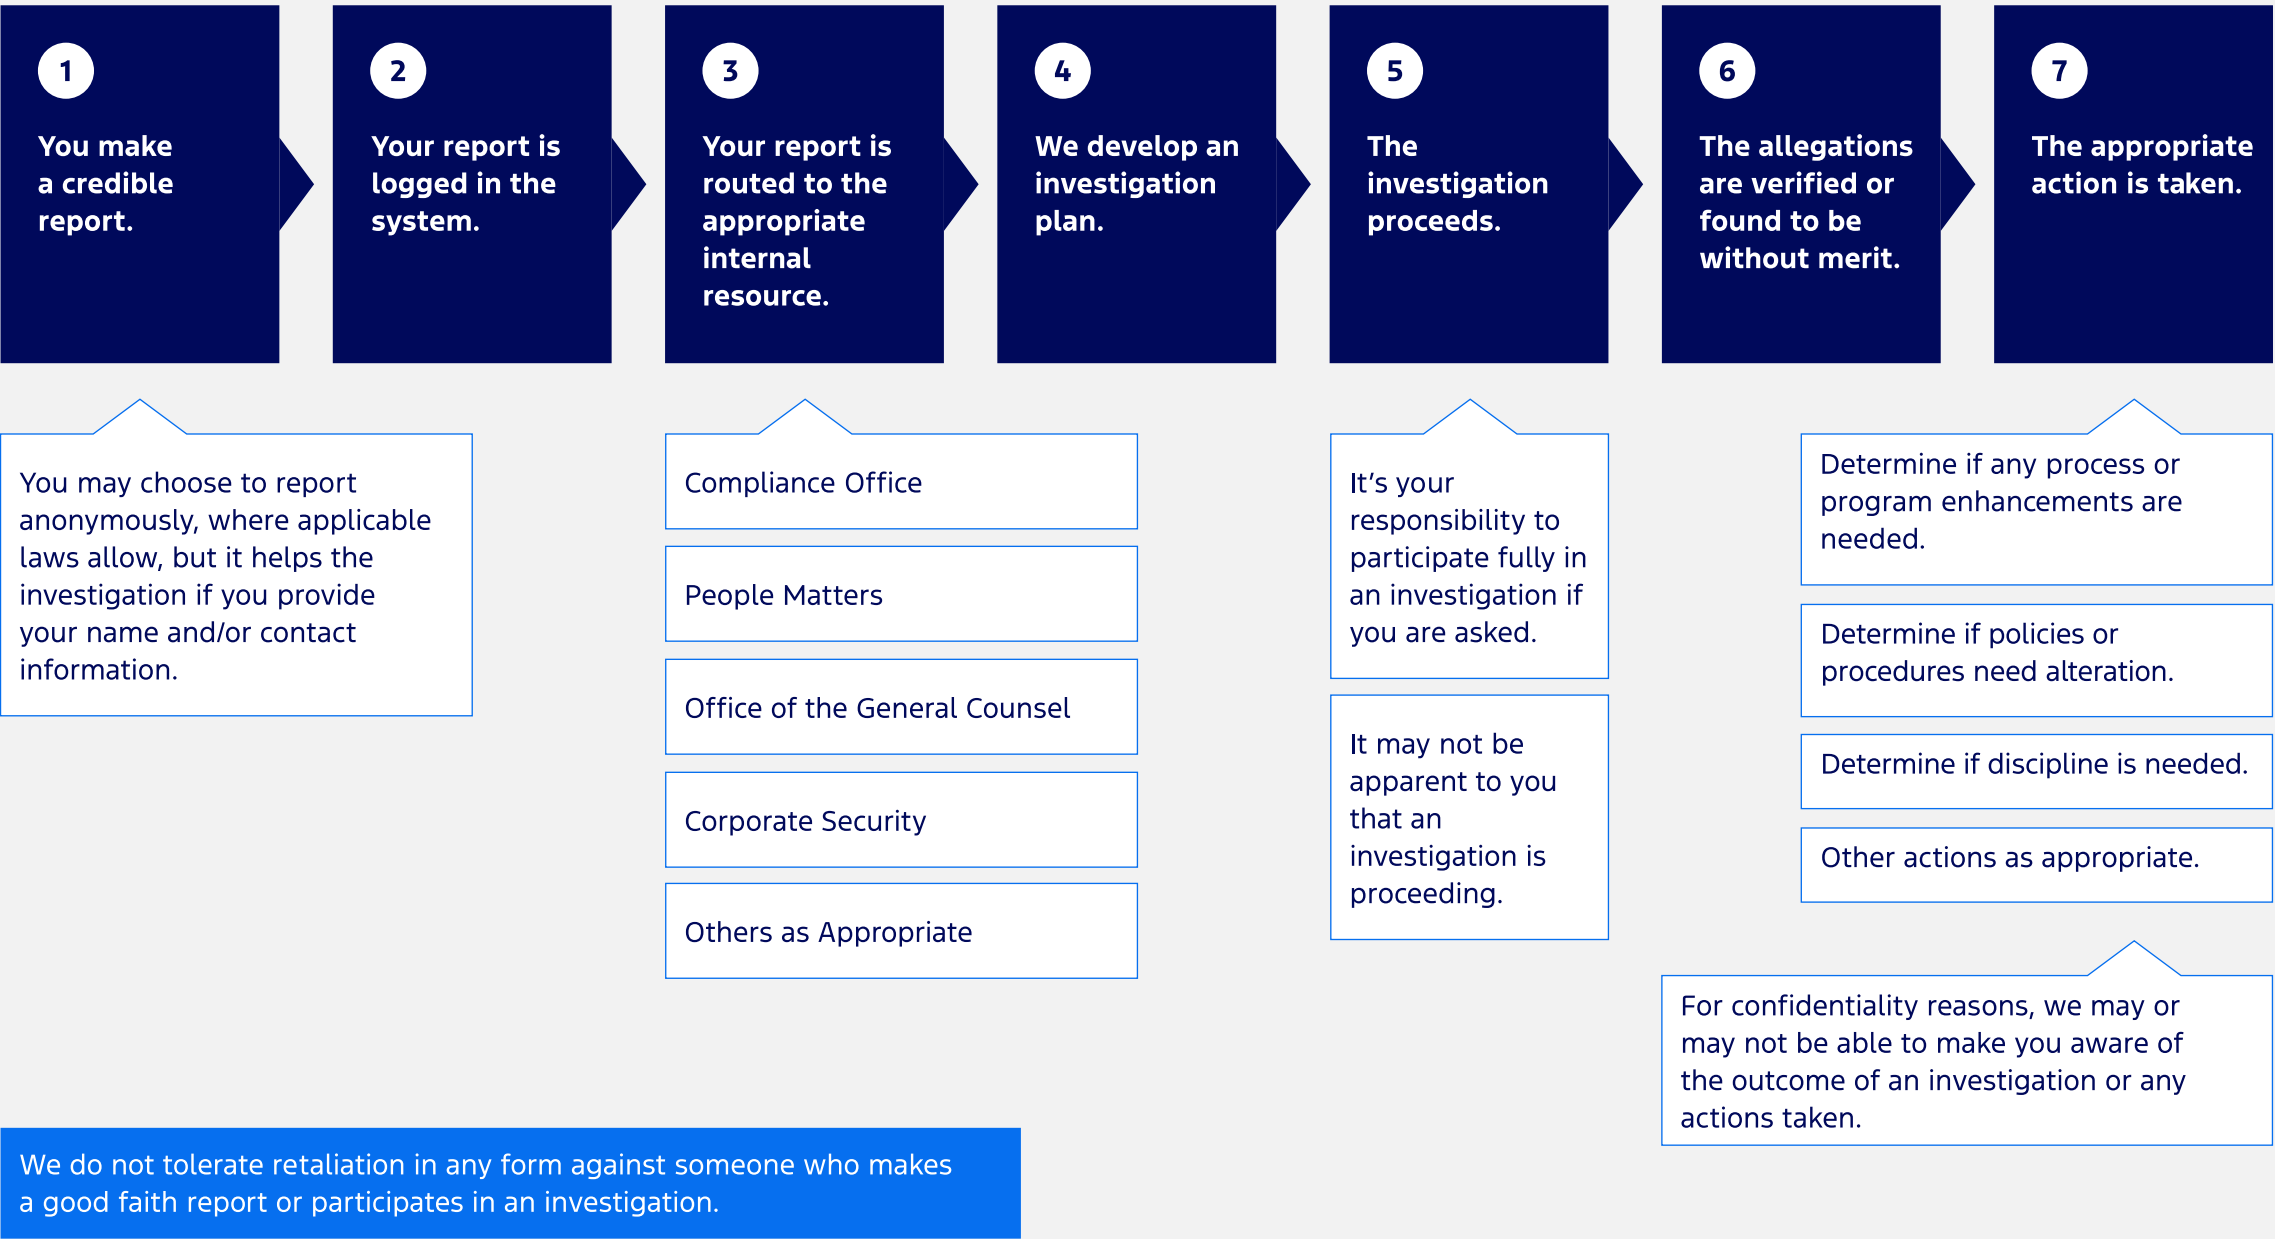 1
You make
a credible
report.
2
Your report is
logged in the
system.
3
Your report is
routed to the
appropriate
internal
resource.
4
We develop an
investigation
plan.
5
The
investigation
proceeds.
6
The allegations
are verified or
found to be
without merit.
7
The appropriate
action is taken.
You may choose to report
anonymously, where applicable
laws allow, but it helps the
investigation if you provide
your name and/or contact
information.
Compliance Office
People Matters
Office of the General Counsel
Corporate Security
Others as Appropriate
It’s your
responsibility to
participate fully in
an investigation if
you are asked.
It may not be
apparent to you
that an
investigation is
proceeding.
Determine if any process or
program enhancements are
needed.
Determine if policies or
procedures need alteration.
Determine if discipline is needed.
Other actions as appropriate.
For confidentiality reasons, we may or
may not be able to make you aware of
the outcome of an investigation or any
actions taken.
We do not tolerate retaliation in any form against someone who makes
a good faith report or participates in an investigation.